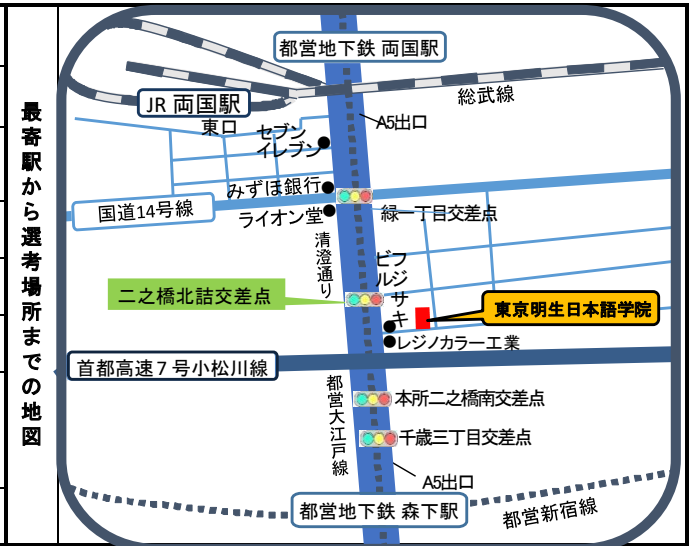 最寄駅から選考場所までの地図
都営地下鉄 両国駅
総武線
JR 両国駅
東口
A5出口
セブン
イレブン
みずほ銀行
国道14号線
ライオン堂
緑一丁目交差点
清澄通り
フジサキ
ビル
二之橋北詰交差点
東京明生日本語学院
レジノカラー工業
首都高速7号小松川線
都営大江戸線
本所二之橋南交差点
千歳三丁目交差点
A5出口
都営地下鉄 森下駅
都営新宿線